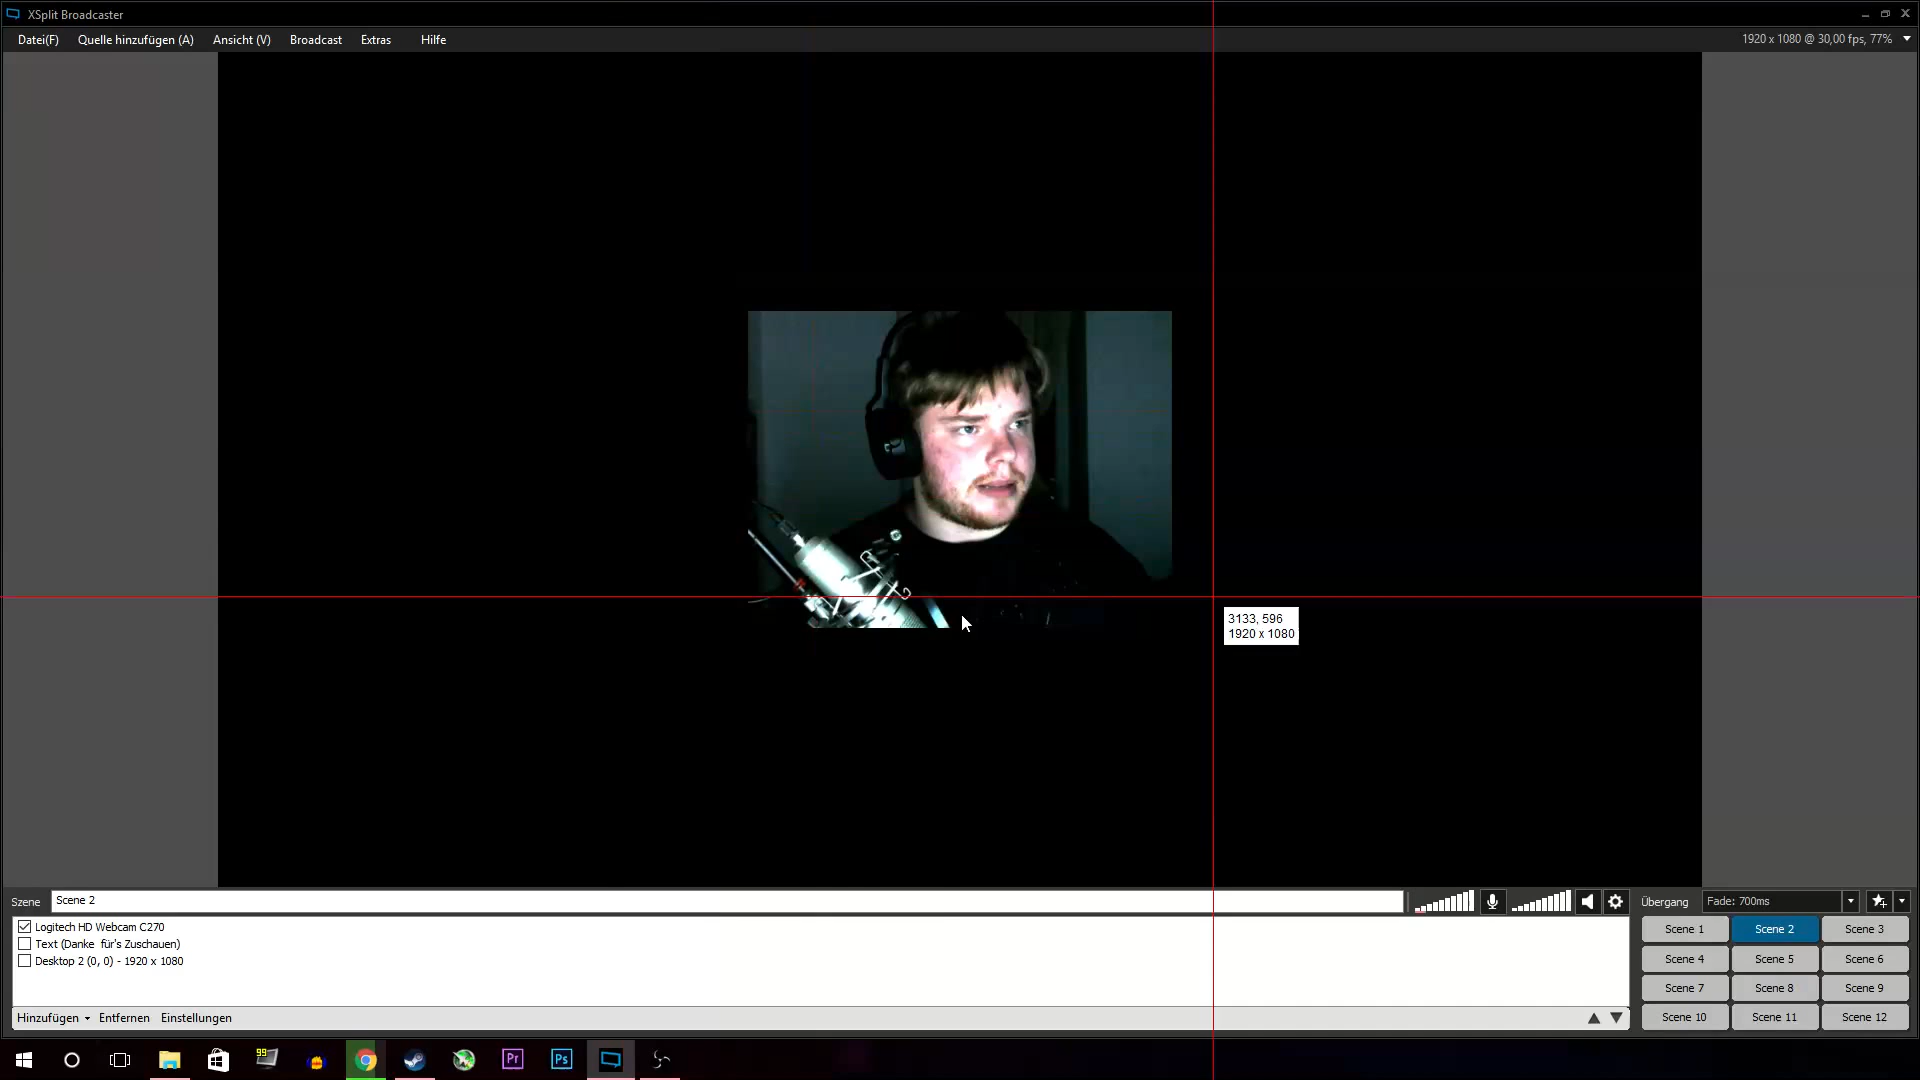 XSplit Broadcaster
Datei(F) Quelle hinzufügen (A) Ansicht (V) Broadcast Extras Hilfe
1920 x 1080 @ 30,00 fps, 77%
3133, 596
1920 x 1080
Szene Scene 2
Übergang Fade: 700ms
Logitech HD Webcam C270
Text (Danke  für's Zuschauen)
Desktop 2 (0, 0) - 1920 x 1080
Scene 1 Scene 2 Scene 3
Scene 4 Scene 5 Scene 6
Scene 7 Scene 8 Scene 9
Scene 10 Scene 11 Scene 12
Hinzufügen Entfernen Einstellungen
99
Pr
Ps